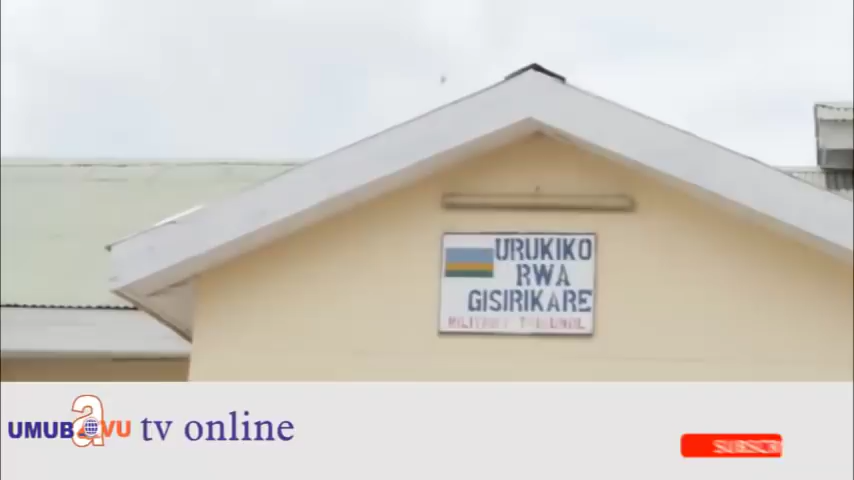 URUKIKO
RWA
GISIRIKARE
MILITARY TRIBUNAL
UMUBAVU tv online